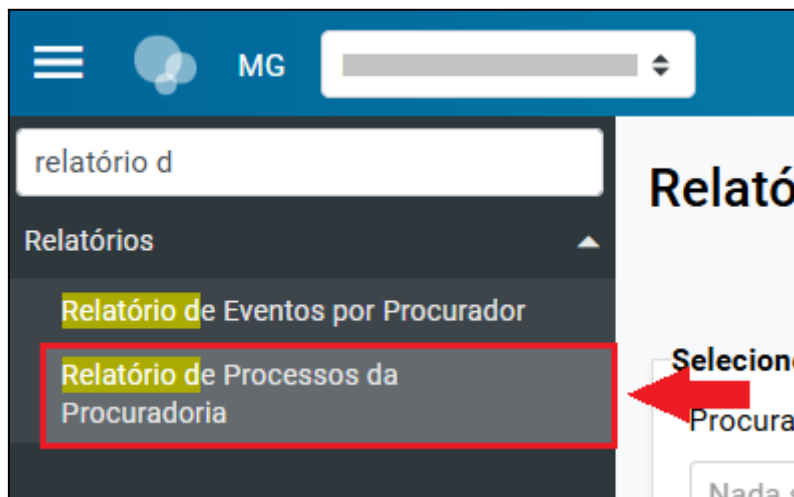 MG
relatório d
Relatórios
Relatório de Eventos por Procurador
Relatório de Processos da
Procuradoria
Relató
Selecion
Procura
Nada